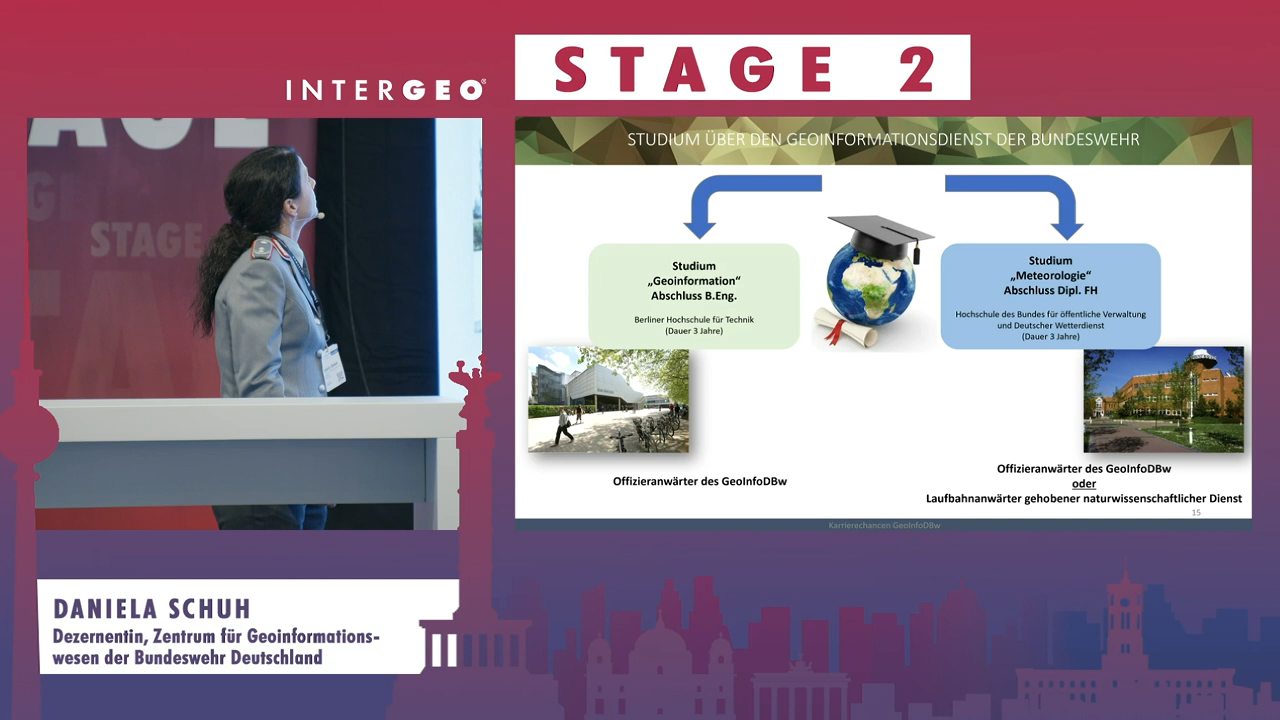 INTERGEO®
STAGE 2
STAGE
STUDIUM ÜBER DEN GEOINFORMATIONSDIENST DER BUNDESWEHR
Studium
„Geoinformation“
Abschluss B.Eng.
Berliner Hochschule für Technik
(Dauer 3 Jahre)
Studium
„Meteorologie“
Abschluss Dipl. FH
Hochschule des Bundes für öffentliche Verwaltung
und Deutscher Wetterdienst
(Dauer 3 Jahre)
Offizieranwärter des GeoInfoDBw
Offizieranwärter des GeoInfoDBw
oder
Laufbahnanwärter gehobener naturwissenschaftlicher Dienst
15
Karrierechancen GeoInfoDBw
DANIELA SCHUH
Dezernentin, Zentrum für Geoinformations-
wesen der Bundeswehr Deutschland